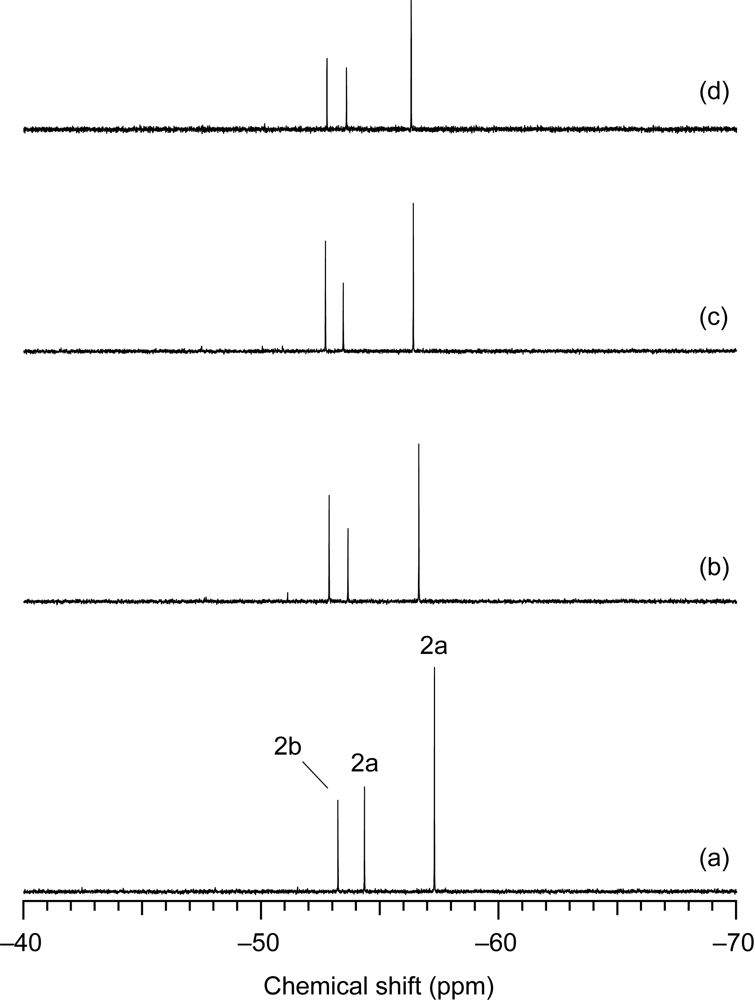 (d)
(c)
(b)
2a
2b
2a
(a)
–40 –50 –60 –70
Chemical shift (ppm)